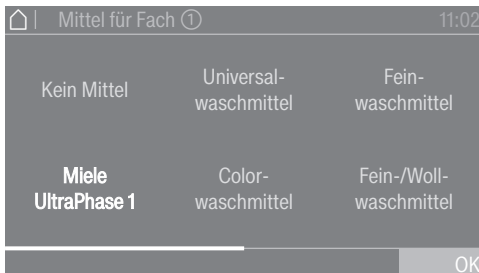 Mittel für Fach ①
11:02
Kein Mittel
Universal-
waschmittel
Fein-
waschmittel
Miele
UltraPhase 1
Color-
waschmittel
Fein-/Woll-
waschmittel
OK